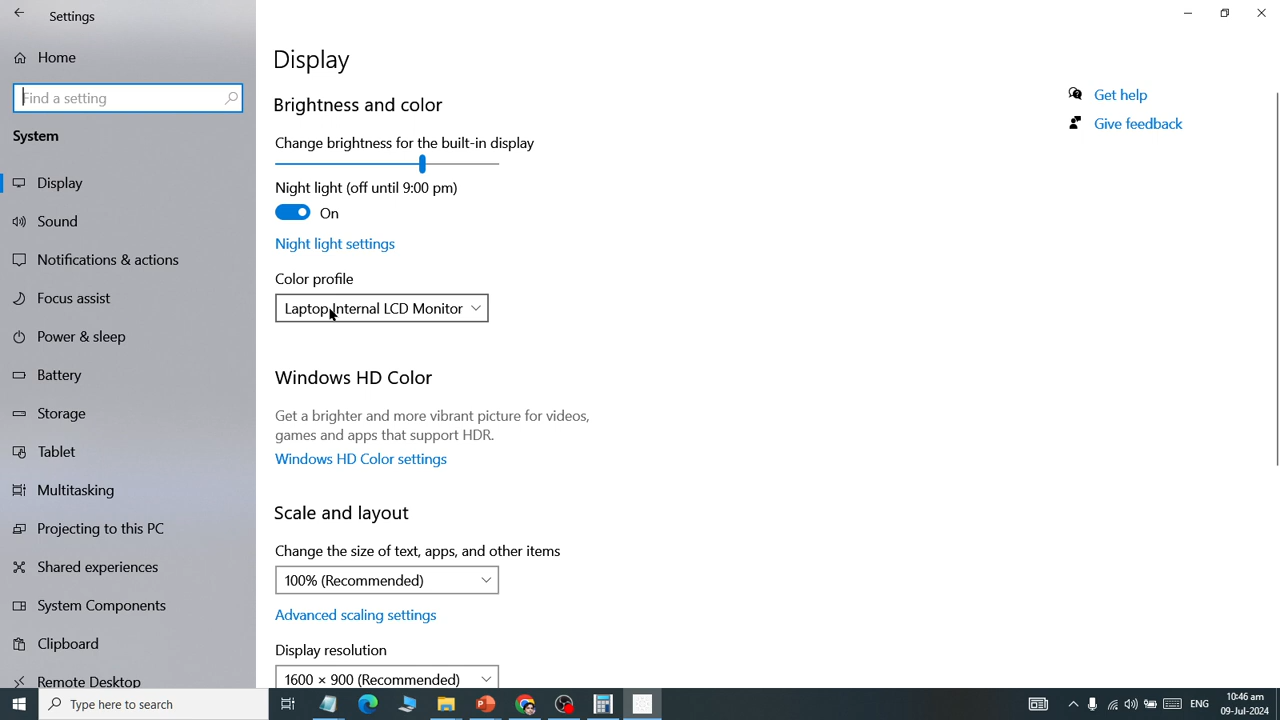 Settings
Home
Find a setting
System
Display
Sound
Notifications & actions
Focus assist
Power & sleep
Battery
Storage
Tablet
Multitasking
Projecting to this PC
Shared experiences
System Components
Clipboard
Remote Desktop
Display
Brightness and color
Change brightness for the built-in display
Night light (off until 9:00 pm)
On
Night light settings
Color profile
Laptop Internal LCD Monitor
Windows HD Color
Get a brighter and more vibrant picture for videos,
games and apps that support HDR.
Windows HD Color settings
Scale and layout
Change the size of text, apps, and other items
100% (Recommended)
Advanced scaling settings
Display resolution
1600 × 900 (Recommended)
Get help
Give feedback
Type here to search
ENG
10:46 am
09-Jul-2024